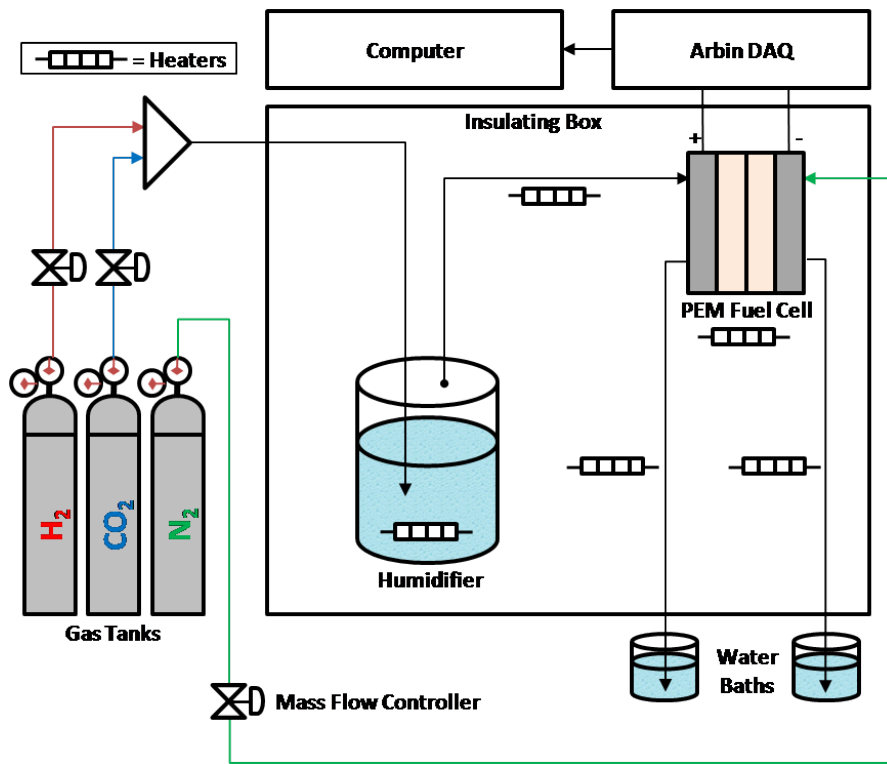 = Heaters
Computer
Arbin DAQ
Insulating Box
+
-
PEM Fuel Cell
H₂
CO₂
N₂
Humidifier
Gas Tanks
Water
Baths
Mass Flow Controller